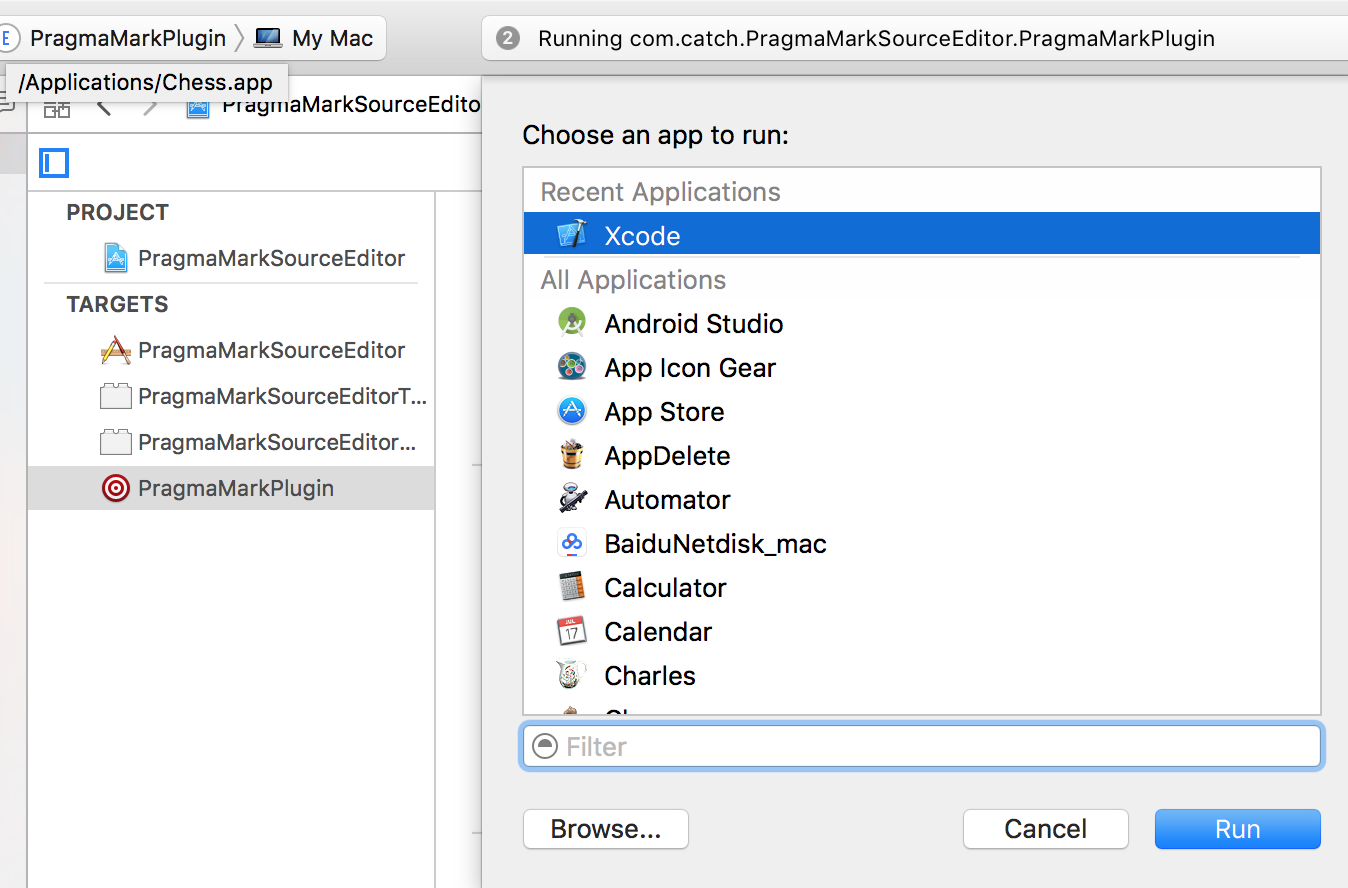 E PragmaMarkPlugin My Mac
2 Running com.catch.PragmaMarkSourceEditor.PragmaMarkPlugin
/Applications/Chess.app
PragmaMarkSourceEdito
Choose an app to run:
Recent Applications
Xcode
All Applications
Android Studio
App Icon Gear
App Store
AppDelete
Automator
BaiduNetdisk_mac
Calculator
JUL 17
Calendar
Charles
Filter
Browse...
Cancel
Run
PROJECT
PragmaMarkSourceEditor
TARGETS
PragmaMarkSourceEditor
PragmaMarkSourceEditorT...
PragmaMarkSourceEditor...
PragmaMarkPlugin